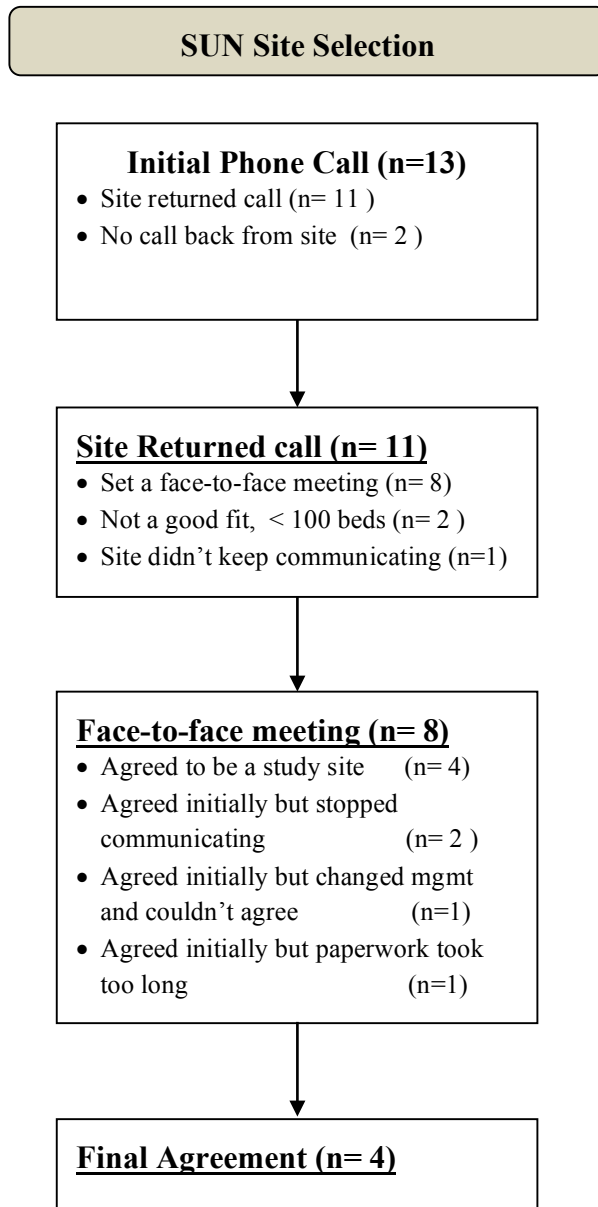 SUN Site Selection
Initial Phone Call (n=13)
• Site returned call (n= 11 )
• No call back from site (n= 2 )
Site Returned call (n= 11)
• Set a face-to-face meeting (n= 8)
• Not a good fit, < 100 beds (n= 2 )
• Site didn't keep communicating (n=1)
Face-to-face meeting (n= 8)
• Agreed to be a study site (n= 4)
• Agreed initially but stopped
communicating (n= 2 )
• Agreed initially but changed mgmt
and couldn't agree (n=1)
• Agreed initially but paperwork took
too long (n=1)
Final Agreement (n= 4)